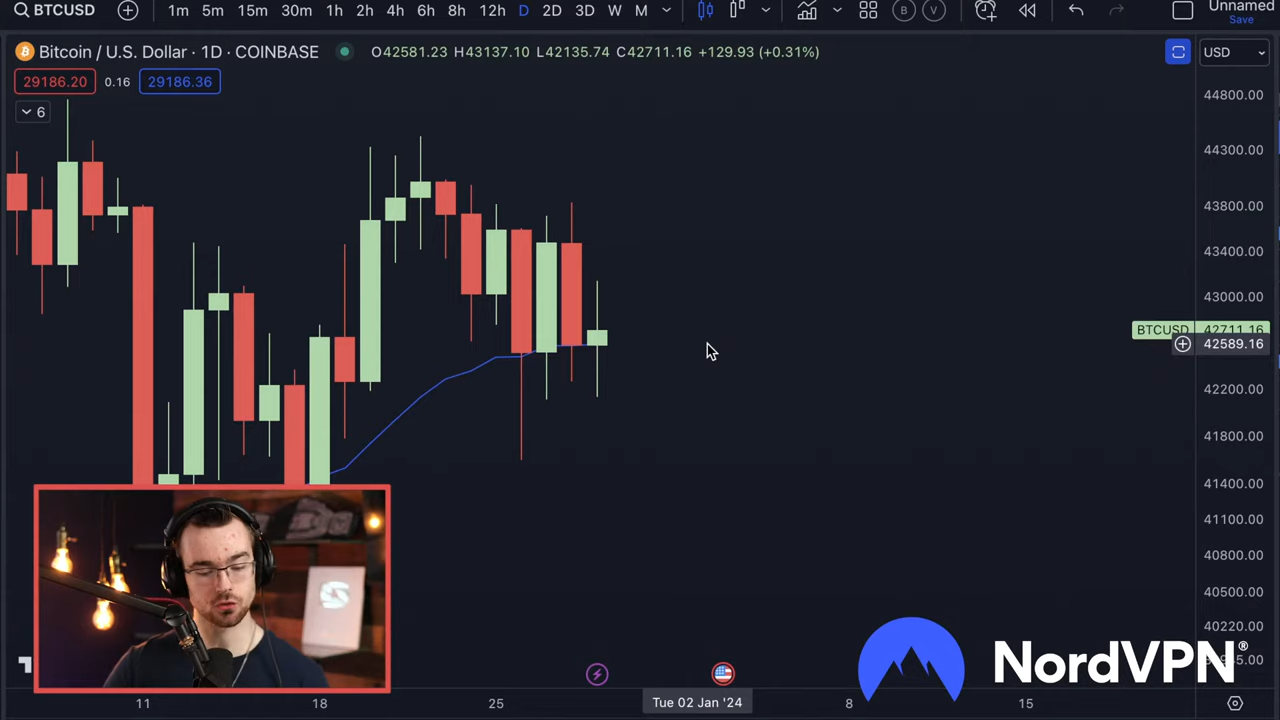 BTCUSD 1m 5m 15m 30m 1h 2h 4h 6h 8h 12h D 2D 3D W M B V Unnamed
Save
Bitcoin / U.S. Dollar · 1D · COINBASE O42581.23 H43137.10 L42135.74 C42711.16 +129.93 (+0.31%) USD
29186.20 0.16 29186.36
6
44800.00
44300.00
43800.00
43400.00
43000.00
BTCUSD 42711.16
42589.16
42200.00
41800.00
41400.00
41100.00
40800.00
40500.00
40220.00
NordVPN®
11 18 25 Tue 02 Jan '24 8 15